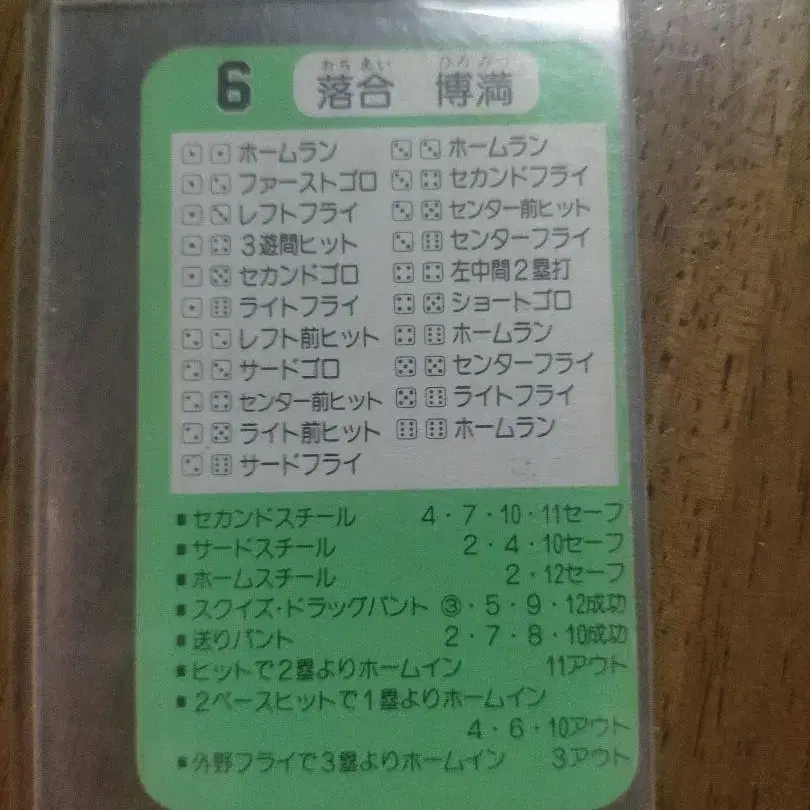 6
おち あい ひろ みつ
落合 博満
⚀ ⚀ ホームラン
⚀ ⚁ ファーストゴロ
⚀ ⚂ レフトフライ
⚀ ⚃ 3遊間ヒット
⚀ ⚄ セカンドゴロ
⚀ ⚅ ライトフライ
⚁ ⚁ レフト前ヒット
⚁ ⚂ サードゴロ
⚁ ⚃ センター前ヒット
⚁ ⚄ ライト前ヒット
⚁ ⚅ サードフライ
⚂ ⚂ ホームラン
⚂ ⚃ セカンドフライ
⚂ ⚄ センター前ヒット
⚂ ⚅ センターフライ
⚃ ⚃ 左中間2塁打
⚃ ⚄ ショートゴロ
⚃ ⚅ ホームラン
⚄ ⚄ センターフライ
⚄ ⚅ ライトフライ
⚅ ⚅ ホームラン
■セカンドスチール 4・7・10・11セーフ
■サードスチール 2・4・10セーフ
■ホームスチール 2・12セーフ
■スクイズ・ドラッグバント ③・5・9・12成功
■送りバント 2・7・8・10成功
■ヒットで2塁よりホームイン 11アウト
■2ベースヒットで1塁よりホームイン
4・6・10アウト
■外野フライで3塁よりホームイン 3アウト